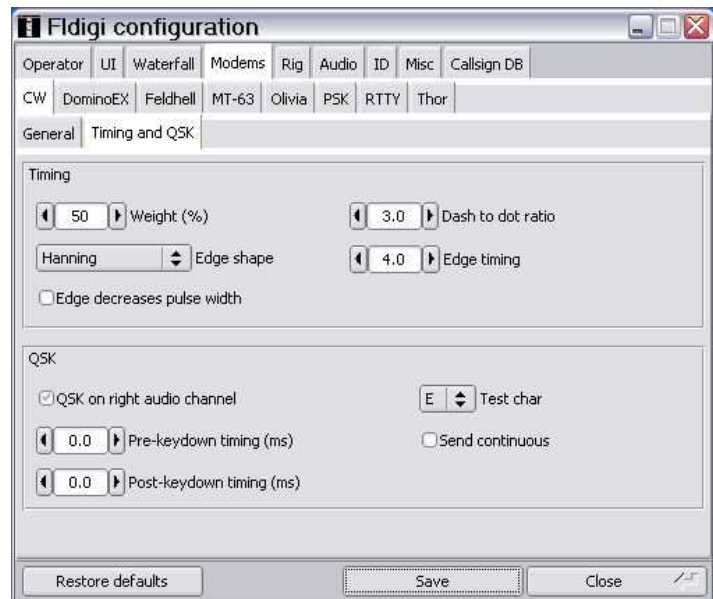 Fldigi configuration
Operator UI Waterfall Modems Rig Audio ID Misc Callsign DB
CW DominoEX Feldhell MT-63 Olivia PSK RTTY Thor
General Timing and QSK
Timing
50 Weight (%) 3.0 Dash to dot ratio
Hanning Edge shape 4.0 Edge timing
Edge decreases pulse width
QSK
QSK on right audio channel E Test char
0.0 Pre-keydown timing (ms) Send continuous
0.0 Post-keydown timing (ms)
Restore defaults Save Close